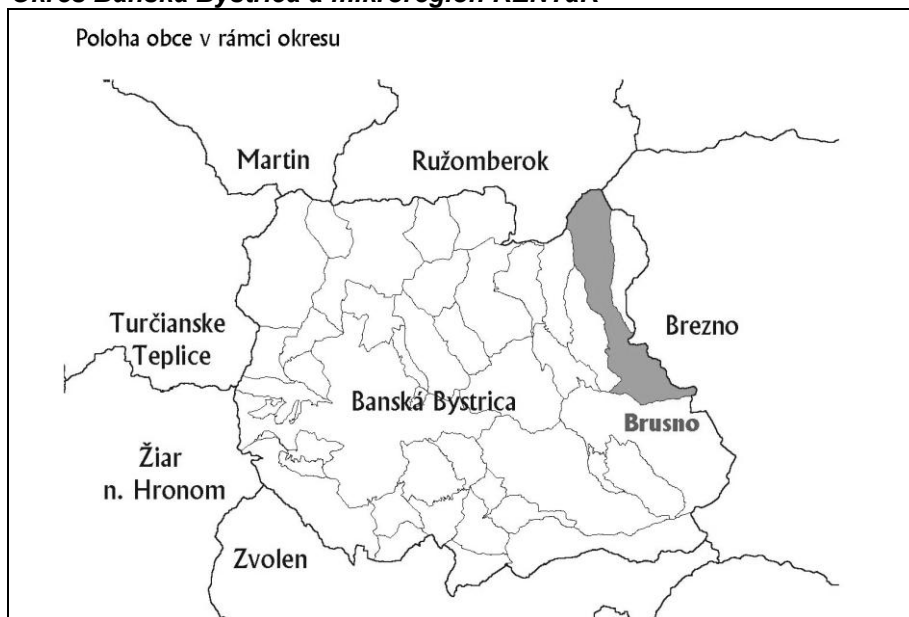 Okres Banská Bystrica a mikroregión
Poloha obce v rámci okresu
Martin
Ružomberok
Turčianske
Teplice
Brezno
Banská Bystrica
Brusno
Žiar
n. Hronom
Zvolen